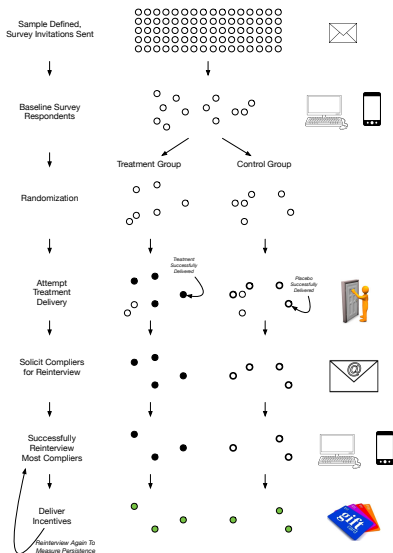 Sample Defined,
Survey Invitations Sent
Baseline Survey
Respondents
Treatment Group
Control Group
Randomization
Treatment
Successfully
Delivered
Placebo
Successfully
Delivered
Attempt
Treatment
Delivery
Solicit Compliers
for Reinterview
@
Successfully
Reinterview
Most Compliers
Deliver
Incentives
gift
Reinterview Again To
Measure Persistence